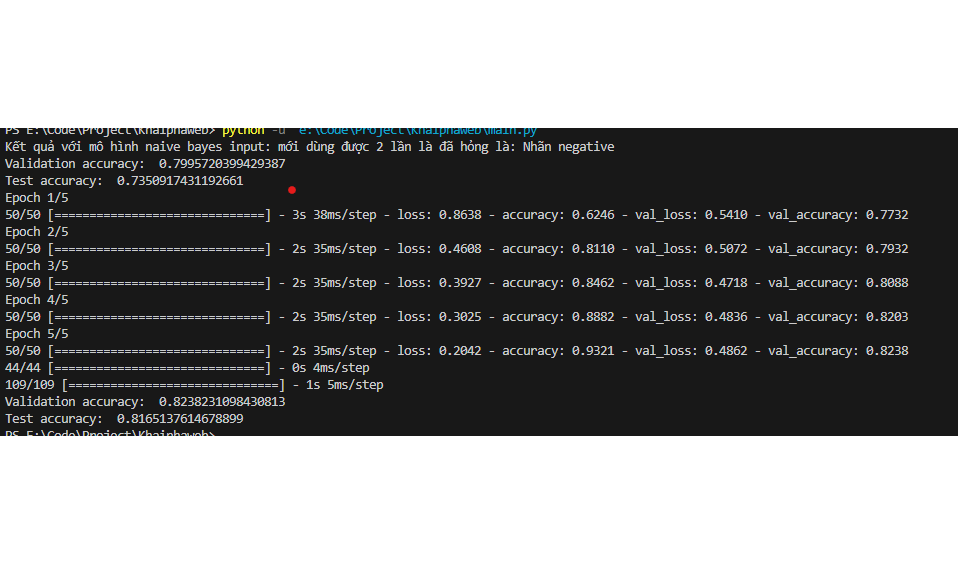 PS E:\Code\Project\Khaiphaweb> python -u "e:\Code\Project\Khaiphaweb\main.py"
Kết quả với mô hình naive bayes input: mới dùng được 2 lần là đã hỏng là: Nhãn negative
Validation accuracy:  0.7995720399429387
Test accuracy:  0.7350917431192661
Epoch 1/5
50/50 [==============================] - 3s 38ms/step - loss: 0.8638 - accuracy: 0.6246 - val_loss: 0.5410 - val_accuracy: 0.7732
Epoch 2/5
50/50 [==============================] - 2s 35ms/step - loss: 0.4608 - accuracy: 0.8110 - val_loss: 0.5072 - val_accuracy: 0.7932
Epoch 3/5
50/50 [==============================] - 2s 35ms/step - loss: 0.3927 - accuracy: 0.8462 - val_loss: 0.4718 - val_accuracy: 0.8088
Epoch 4/5
50/50 [==============================] - 2s 35ms/step - loss: 0.3025 - accuracy: 0.8882 - val_loss: 0.4836 - val_accuracy: 0.8203
Epoch 5/5
50/50 [==============================] - 2s 35ms/step - loss: 0.2042 - accuracy: 0.9321 - val_loss: 0.4862 - val_accuracy: 0.8238
44/44 [==============================] - 0s 4ms/step
109/109 [==============================] - 1s 5ms/step
Validation accuracy:  0.8238231098430813
Test accuracy:  0.8165137614678899
PS E:\Code\Project\Khaiphaweb>